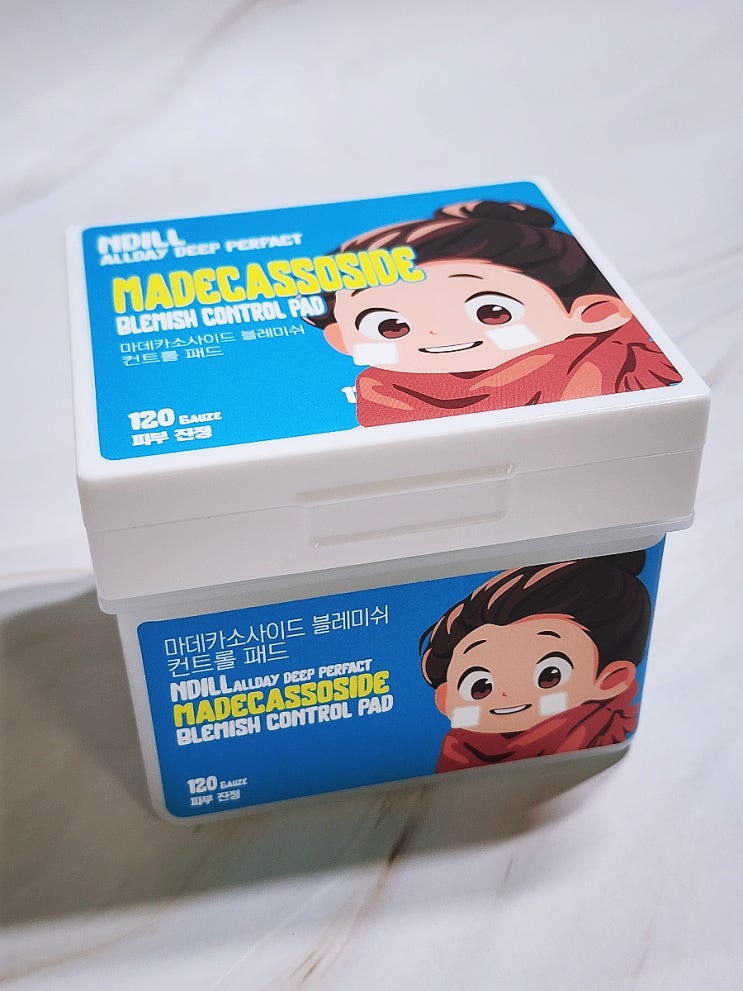 NDILL
ALLDAY DEEP PERFACT
MADECASSOSIDE
BLEMISH CONTROL PAD
마데카소사이드 블레미쉬
컨트롤 패드
120 GAUZE
피부 진정
마데카소사이드 블레미쉬
컨트롤 패드
NDILL ALLDAY DEEP PERFACT
MADECASSOSIDE
BLEMISH CONTROL PAD
120 GAUZE
피부 진정